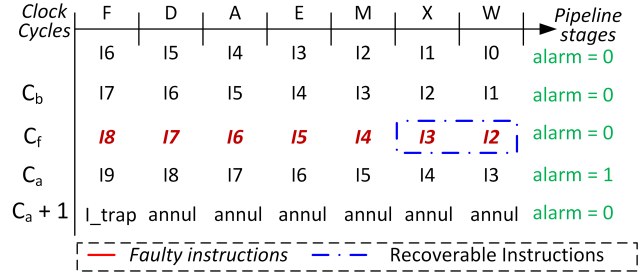 Clock Cycles F D A E M X W Pipeline stages
I6 I5 I4 I3 I2 I1 I0 alarm = 0
Cb I7 I6 I5 I4 I3 I2 I1 alarm = 0
Cf I8 I7 I6 I5 I4 I3 I2 alarm = 0
Ca I9 I8 I7 I6 I5 I4 I3 alarm = 1
Ca + 1 I_trap annul annul annul annul annul annul alarm = 0
Faulty instructions Recoverable Instructions